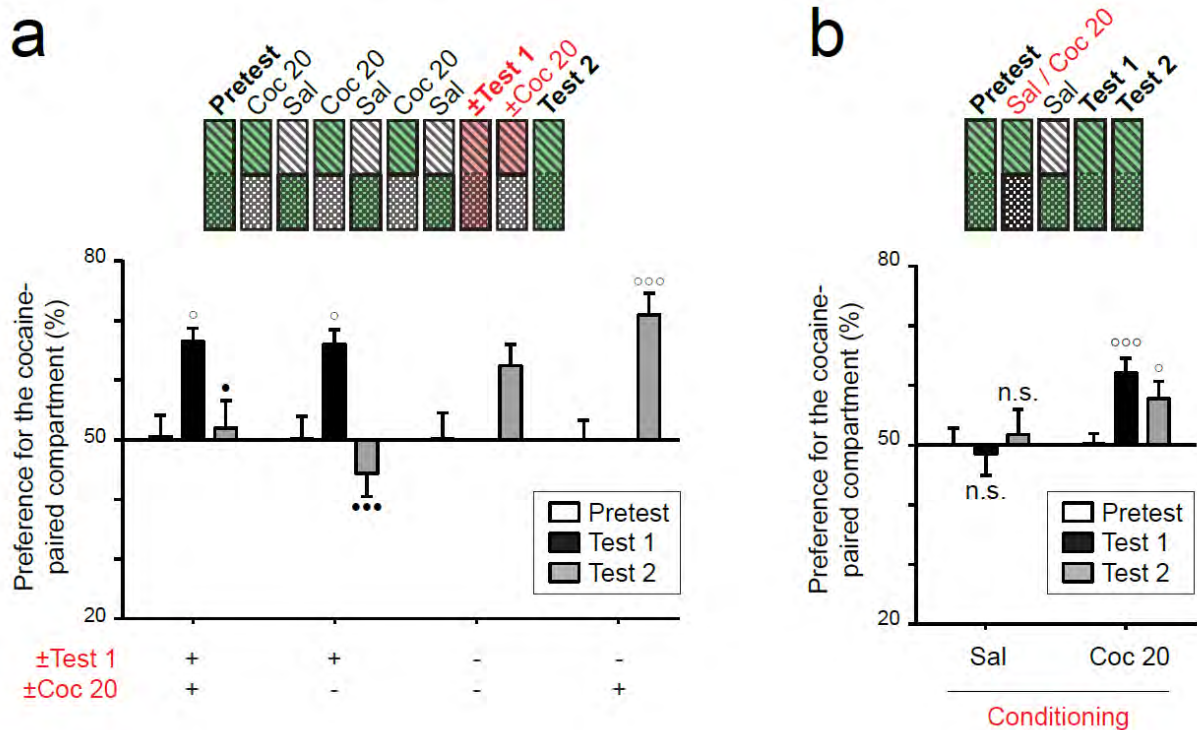 a
Pretest
Coc 20
Sal
Coc 20
Sal
Coc 20
Sal
±Test 1
±Coc 20
Test 2
Preference for the cocaine-
paired compartment (%)
80
50
20
○
●
○
●●●
○○○
Pretest
Test 1
Test 2
±Test 1 + + - -
±Coc 20 + - - +
b
Pretest
Sal / Coc 20
Sal
Test 1
Test 2
Preference for the cocaine-
paired compartment (%)
80
50
20
n.s.
n.s.
○○○
○
Pretest
Test 1
Test 2
Sal Coc 20
Conditioning